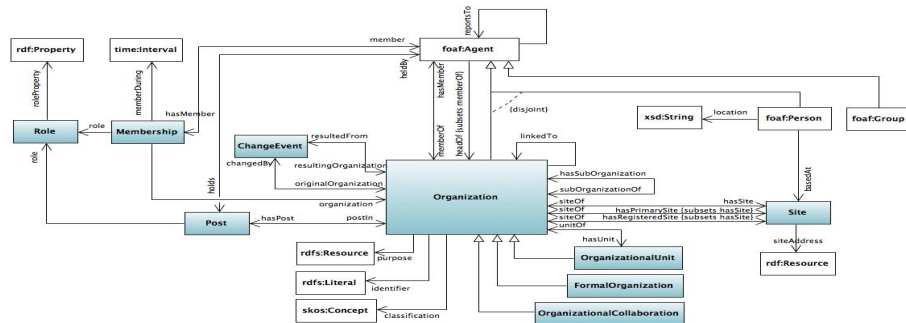 reportsTo
rdf:Property
time:Interval
member
foaf:Agent
heldBy
roleProperty
memberDuring
hasMember
hasMember
memberOf
headOf {subsets memberOf}
{disjoint}
xsd:String
location
foaf:Person
foaf:Group
Role
role
Membership
linkedTo
ChangeEvent
resultedFrom
changedBy
resultingOrganization
originalOrganization
organization
role
holds
basedAt
Organization
hasSubOrganization
subOrganizationOf
siteOf
hasSite
siteOf
hasPrimarySite {subsets hasSite}
siteOf
hasRegisteredSite {subsets hasSite}
unitOf
Site
Post
hasPost
postIn
hasUnit
siteAddress
rdfs:Resource
purpose
OrganizationalUnit
rdf:Resource
rdfs:Literal
identifier
FormalOrganization
skos:Concept
classification
OrganizationalCollaboration